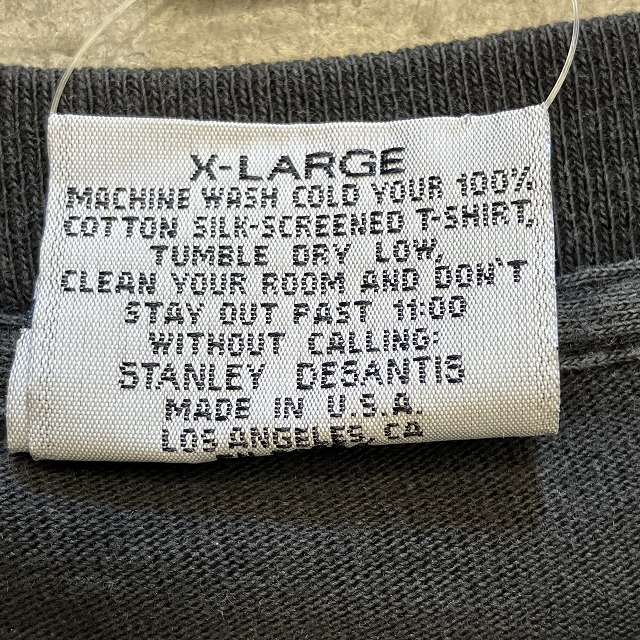 X-LARGE
MACHINE WASH COLD YOUR 100%
COTTON SILK-SCREENED T-SHIRT,
TUMBLE DRY LOW,
CLEAN YOUR ROOM AND DON'T
STAY OUT PAST 11:00
WITHOUT CALLING:
STANLEY DESANTIS
MADE IN U.S.A.
LOS ANGELES, CA